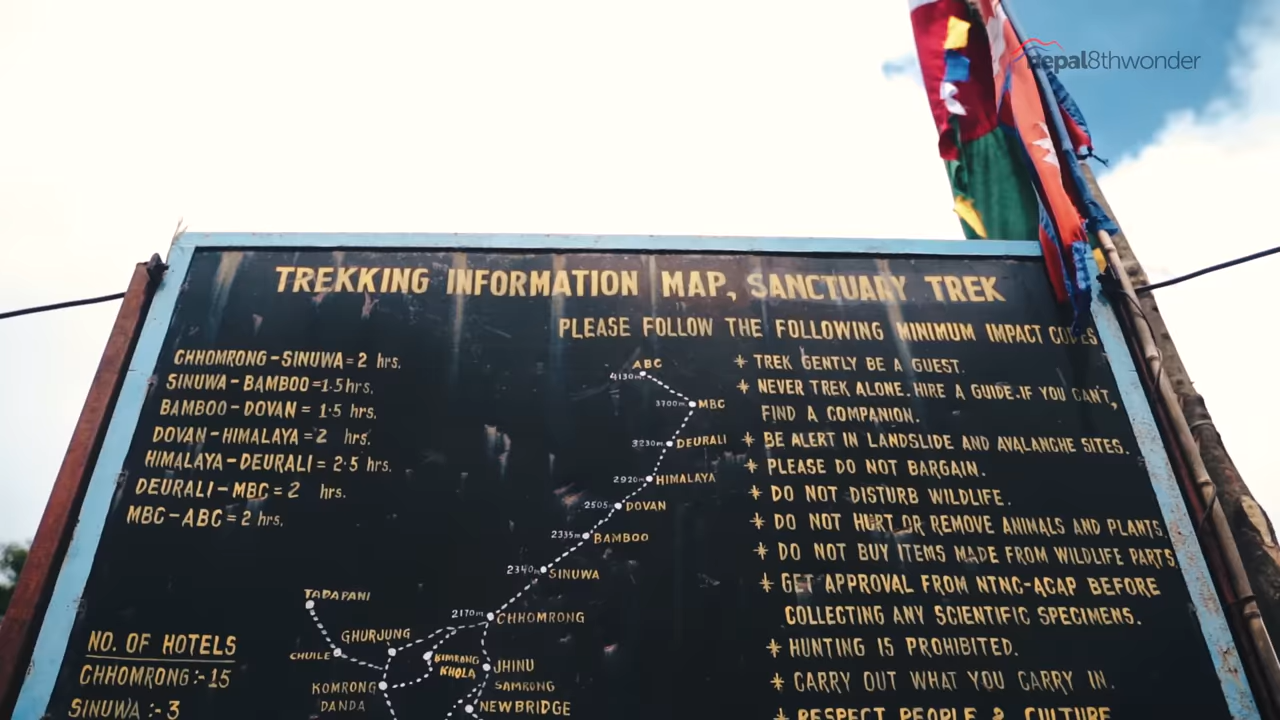 nepal8thwonder
TREKKING INFORMATION MAP, SANCTUARY TREK
PLEASE FOLLOW THE FOLLOWING MINIMUM IMPACT CODES
CHHOMRONG-SINUWA = 2 hrs.
SINUWA-BAMBOO =1.5 hrs,
BAMBOO-DOVAN = 1.5 hrs,
DOVAN-HIMALAYA =2 hrs.
HIMALAYA-DEURALI = 2.5 hrs.
DEURALI-MBC = 2 hrs.
MBC-ABC = 2 hrs,
NO. OF HOTELS
CHHOMRONG:-15
SINUWA :-3
ABC
4130m.
3700m. MBC
3230m. DEURALI
2920m HIMALAYA
2505m DOVAN
2335m BAMBOO
2340m SINUWA
2170m CHHOMRONG
TADAPANI
GHURJUNG
CHUILE
KIMRONG
KHOLA
JHINU
SAMRONG
KOMRONG
DANDA
NEWBRIDGE
* TREK GENTLY BE A GUEST.
* NEVER TREK ALONE. HIRE A GUIDE.IF YOU CAN'T,
FIND A COMPANION.
* BE ALERT IN LANDSLIDE AND AVALANCHE SITES.
* PLEASE DO NOT BARGAIN.
* DO NOT DISTURB WILDLIFE.
* DO NOT HURT OR REMOVE ANIMALS AND PLANTS.
* DO NOT BUY ITEMS MADE FROM WILDLIFE PARTS.
* GET APPROVAL FROM NTNC-ACAP BEFORE
COLLECTING ANY SCIENTIFIC SPECIMENS.
* HUNTING IS PROHIBITED.
* CARRY OUT WHAT YOU CARRY IN.
* RESPECT PEOPLE & CULTURE